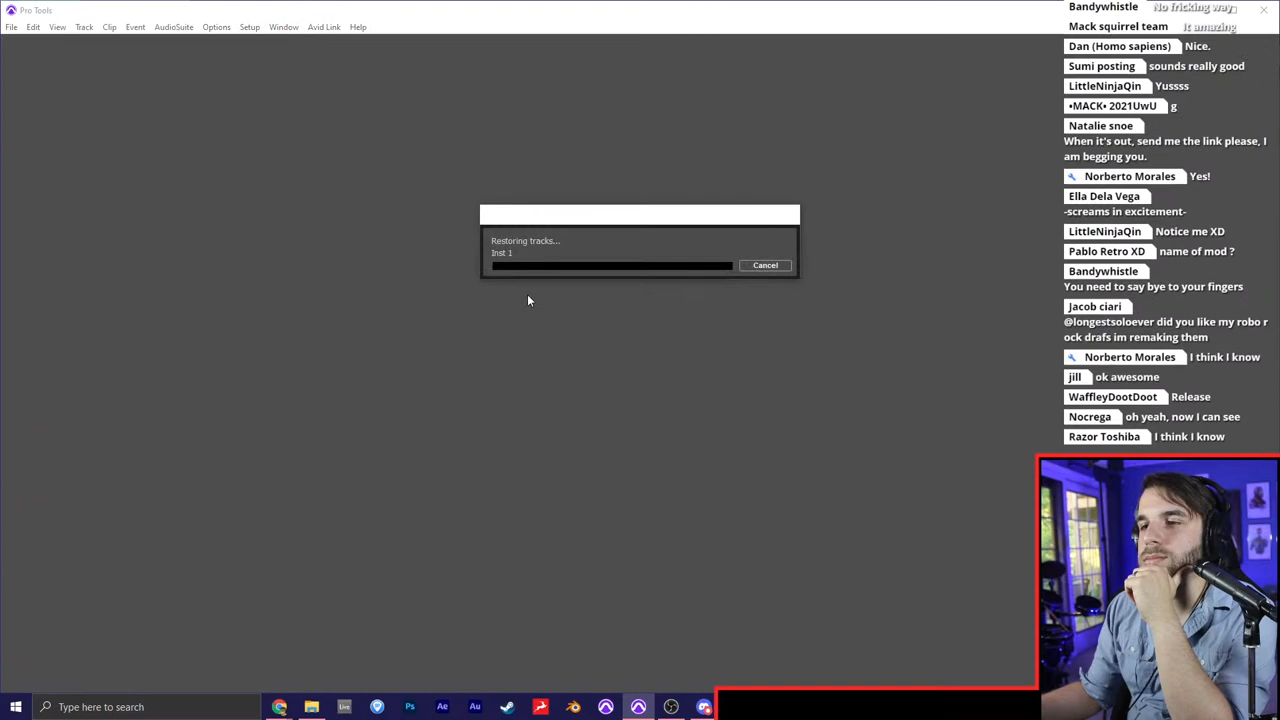 Pro Tools
File Edit View Track Clip Event AudioSuite Options Setup Window Avid Link Help
Restoring tracks...
Inst 1
Cancel
Bandywhistle No fricking way
Mack squirrel team It amazing
Dan (Homo sapiens) Nice.
Sumi posting sounds really good
LittleNinjaQin Yussss
•MACK• 2021UwU g
Natalie snoe
When it's out, send me the link please, I
am begging you.
Norberto Morales Yes!
Ella Dela Vega
-screams in excitement-
LittleNinjaQin Notice me XD
Pablo Retro XD name of mod ?
Bandywhistle
You need to say bye to your fingers
Jacob ciari
@longestsoloever did you like my robo r
ock drafs im remaking them
Norberto Morales I think I know
jill ok awesome
WaffleyDootDoot Release
Nocrega oh yeah, now I can see
Razor Toshiba I think I know
Type here to search
Live Ps Ae Au